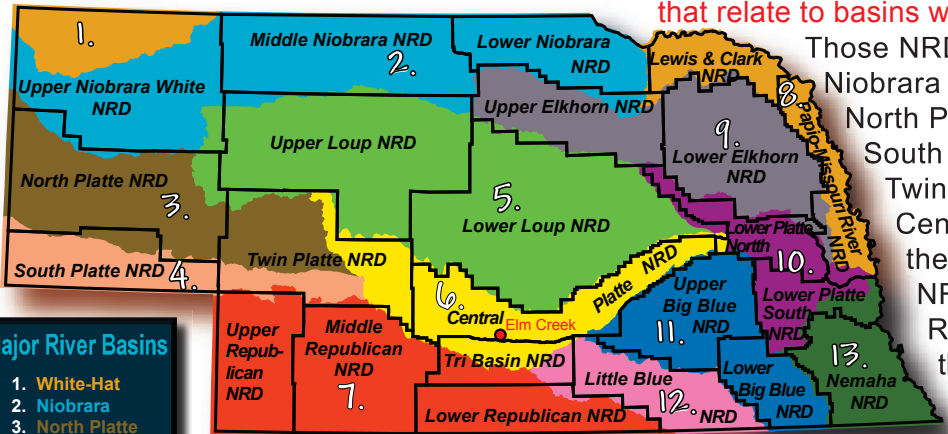 that relate to basins w
Those NRD
Niobrara
North P
South
Twin
Cen
the
NR
R
th
1.
Upper Niobrara White
NRD
Middle Niobrara NRD
2.
Lower Niobrara
NRD
Lewis & Clark
NRD
8.
Papio-Missouri River
NRD
Upper Elkhorn NRD
9.
Lower Elkhorn
NRD
Upper Loup NRD
5.
Lower Loup NRD
North Platte NRD
3.
South Platte NRD
4.
Twin Platte NRD
6.
Central
Platte NRD
Elm Creek
Lower Platte
Nortth
10.
Lower Platte
South
NRD
Upper
Big Blue
NRD
11.
Upper
Repub-
lican
NRD
Middle
Republican
NRD
7.
Tri Basin NRD
Lower Republican NRD
Little Blue
12.
NRD
Lower
Big Blue
NRD
13.
Nemaha
NRD
ajor River Basins
1. White-Hat
2. Niobrara
3. North Platte